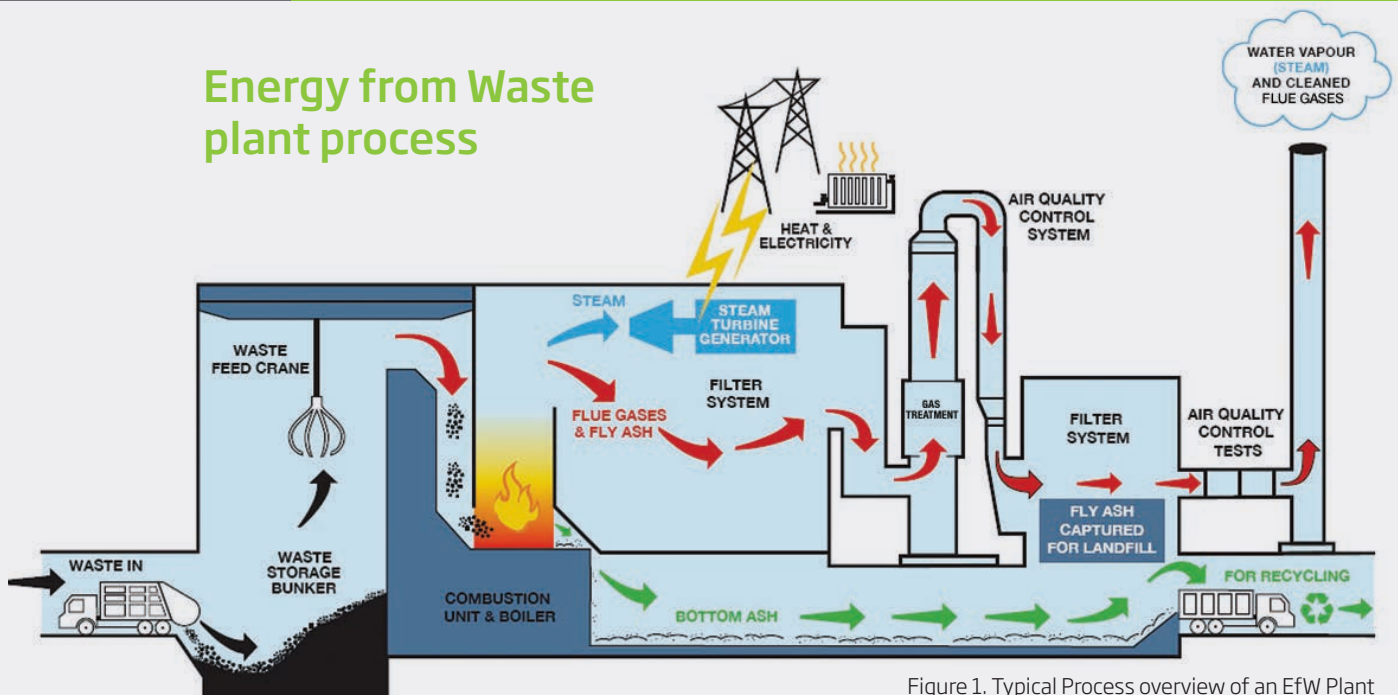 Energy from Waste
plant process
WATER VAPOUR
(STEAM)
AND CLEANED
FLUE GASES
HEAT &
ELECTRICITY
AIR QUALITY
CONTROL
SYSTEM
STEAM
STEAM
TURBINE
GENERATOR
WASTE
FEED CRANE
FILTER
SYSTEM
FLUE GASES
& FLY ASH
GAS
TREATMENT
FILTER
SYSTEM
AIR QUALITY
CONTROL
TESTS
FLY ASH
CAPTURED
FOR LANDFILL
WASTE IN
WASTE
STORAGE
BUNKER
COMBUSTION
UNIT & BOILER
BOTTOM ASH
FOR RECYCLING
Figure 1. Typical Process overview of an EfW Plant